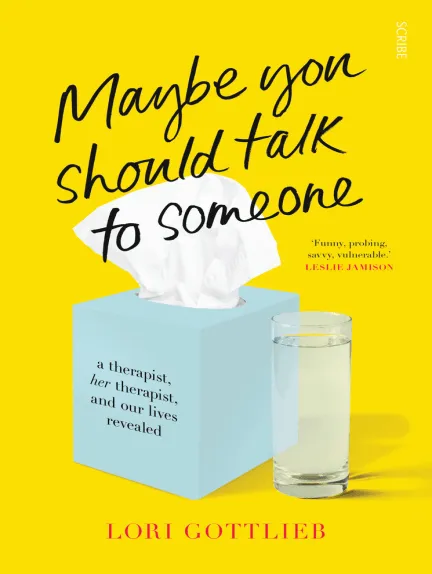 SCRIBE
Maybe you
should talk
to someone
‘Funny, probing,
savvy, vulnerable.’
LESLIE JAMISON
a therapist,
her therapist,
and our lives
revealed
LORI GOTTLIEB